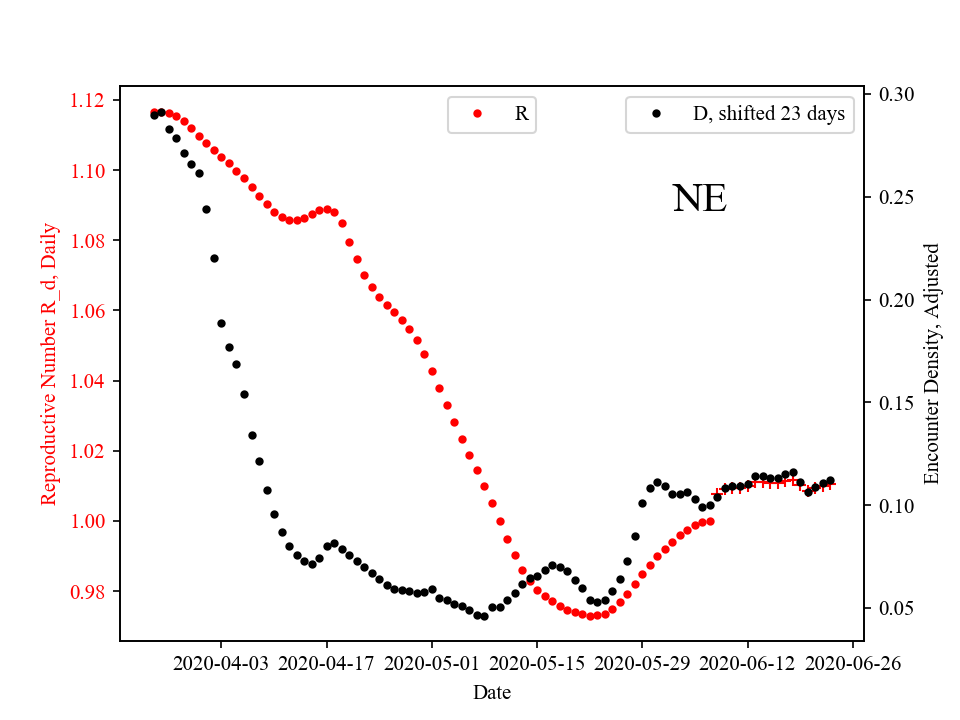 R
D, shifted 23 days
NE
Reproductive Number R_d, Daily
1.12
1.10
1.08
1.06
1.04
1.02
1.00
0.98
0.30
0.25
0.20
0.15
0.10
0.05
Encounter Density, Adjusted
2020-04-03 2020-04-17 2020-05-01 2020-05-15 2020-05-29 2020-06-12 2020-06-26
Date